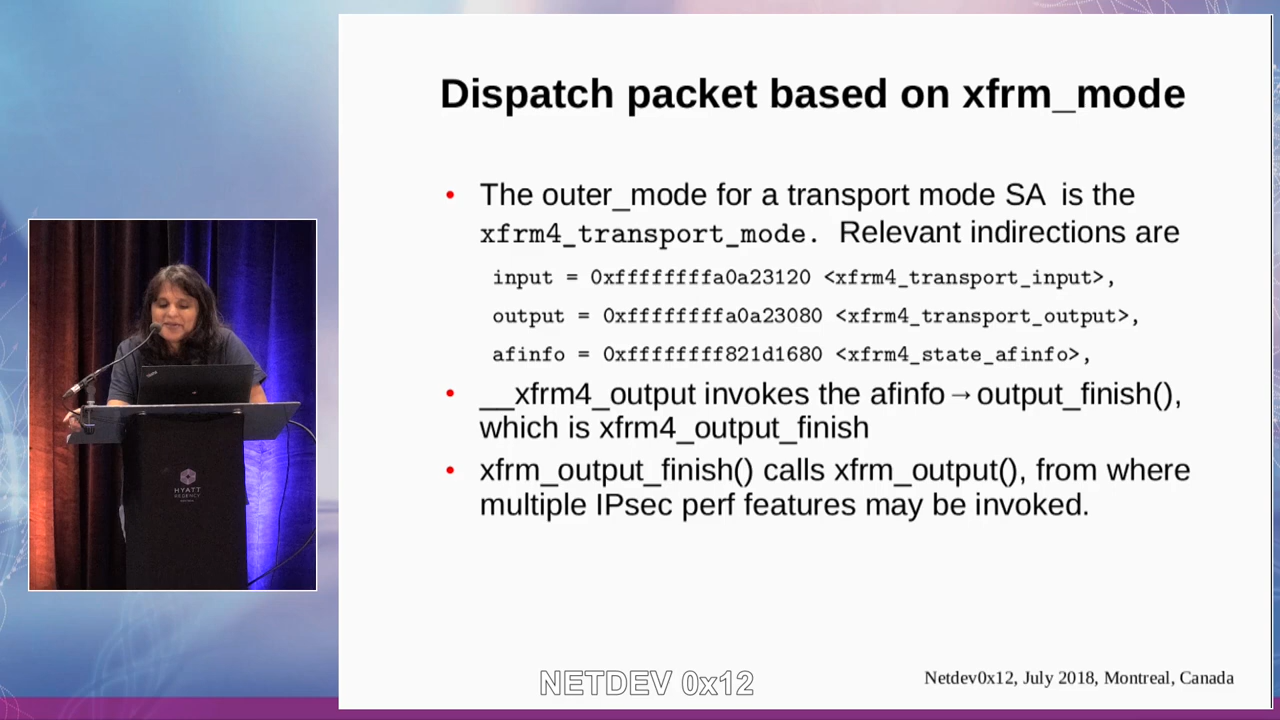 Dispatch packet based on xfrm_mode
• The outer_mode for a transport mode SA is the
xfrm4_transport_mode. Relevant indirections are
input = 0xffffffffa0a23120 <xfrm4_transport_input>,
output = 0xffffffffa0a23080 <xfrm4_transport_output>,
afinfo = 0xffffffff821d1680 <xfrm4_state_afinfo>,
• __xfrm4_output invokes the afinfo→output_finish(),
which is xfrm4_output_finish
• xfrm_output_finish() calls xfrm_output(), from where
multiple IPsec perf features may be invoked.
HYATT
REGENCY
NETDEV 0x12
Netdev0x12, July 2018, Montreal, Canada